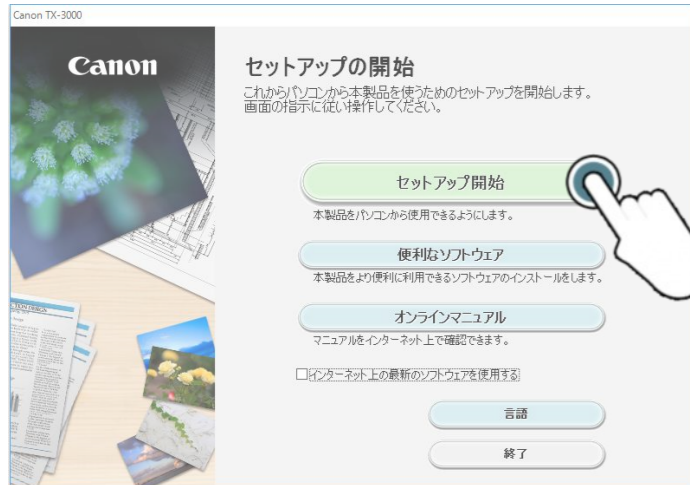 Canon TX-3000
Canon
セットアップの開始
これからパソコンから本製品を使うためのセットアップを開始します。
画面の指示に従い操作してください。
セットアップ開始
本製品をパソコンから使用できるようにします。
便利なソフトウェア
本製品をより便利に利用できるソフトウェアのインストールをします。
オンラインマニュアル
マニュアルをインターネット上で確認できます。
インターネット上の最新のソフトウェアを使用する
言語
終了